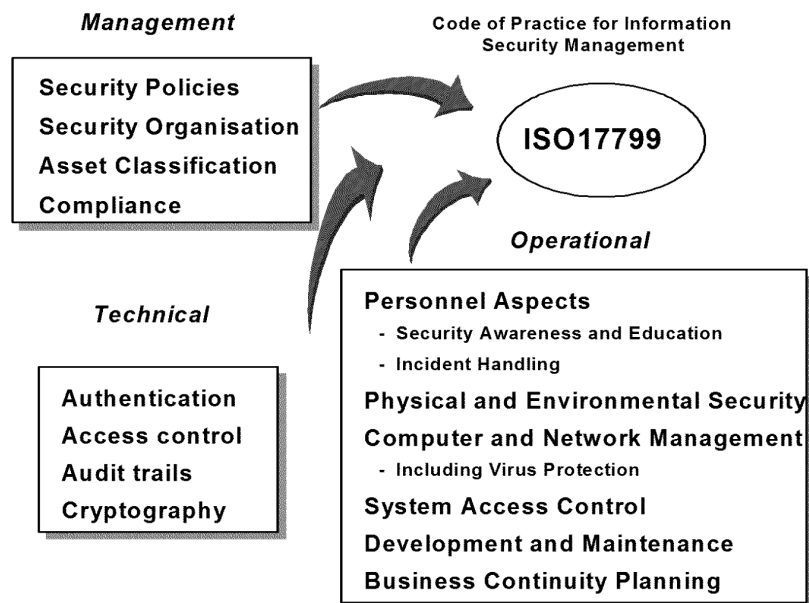 Management
Security Policies
Security Organisation
Asset Classification
Compliance
Code of Practice for Information
Security Management
ISO17799
Technical
Authentication
Access control
Audit trails
Cryptography
Operational
Personnel Aspects
- Security Awareness and Education
- Incident Handling
Physical and Environmental Security
Computer and Network Management
- Including Virus Protection
System Access Control
Development and Maintenance
Business Continuity Planning